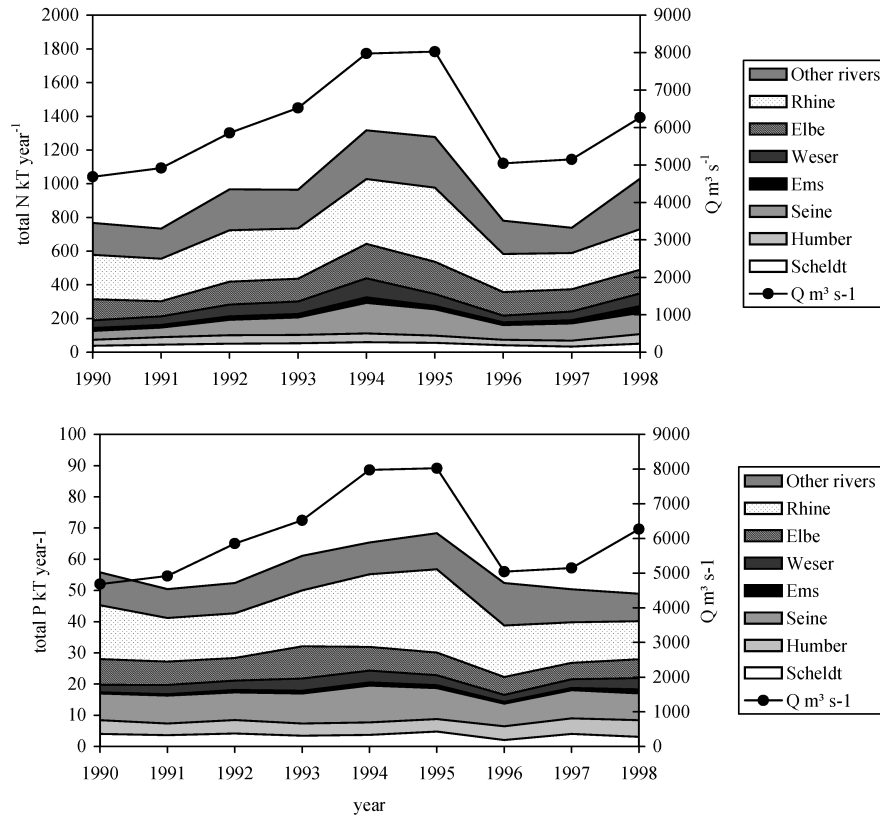 2000
1800
1600
1400
1200
1000
800
600
400
200
0
total N kT year-1
9000
8000
7000
6000
5000
4000
3000
2000
1000
0
Q m³ s-1
1990 1991 1992 1993 1994 1995 1996 1997 1998
Other rivers
Rhine
Elbe
Weser
Ems
Seine
Humber
Scheldt
Q m³ s-1
100
90
80
70
60
50
40
30
20
10
0
total P kT year-1
9000
8000
7000
6000
5000
4000
3000
2000
1000
0
Q m³ s-1
1990 1991 1992 1993 1994 1995 1996 1997 1998
year
Other rivers
Rhine
Elbe
Weser
Ems
Seine
Humber
Scheldt
Q m³ s-1